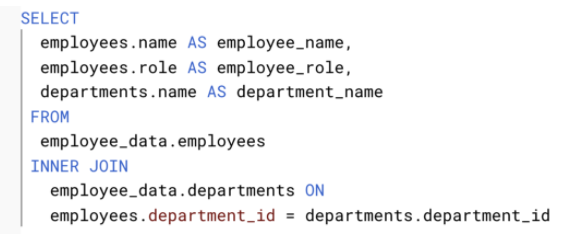 SELECT
employees.name AS employee_name,
employees.role AS employee_role,
departments.name AS department_name
FROM
employee_data.employees
INNER JOIN
employee_data.departments ON
employees.department_id = departments.department_id